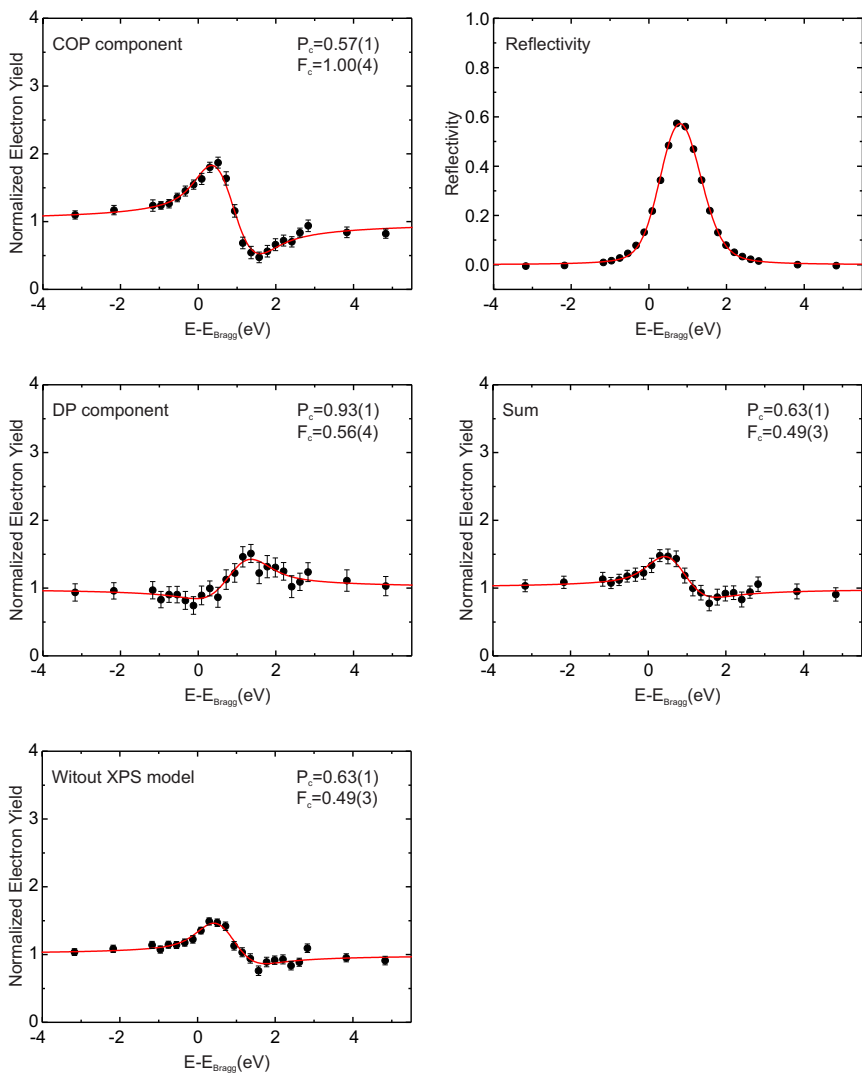 COP component
P_c=0.57(1)
F_c=1.00(4)
Normalized Electron Yield
4
3
2
1
0
-4 -2 0 2 4
E-E_Bragg(eV)
Reflectivity
Reflectivity
1.0
0.8
0.6
0.4
0.2
0.0
-4 -2 0 2 4
E-E_Bragg(eV)
DP component
P_c=0.93(1)
F_c=0.56(4)
Normalized Electron Yield
4
3
2
1
0
-4 -2 0 2 4
E-E_Bragg(eV)
Sum
P_c=0.63(1)
F_c=0.49(3)
Normalized Electron Yield
4
3
2
1
0
-4 -2 0 2 4
E-E_Bragg(eV)
Witout XPS model
P_c=0.63(1)
F_c=0.49(3)
Normalized Electron Yield
4
3
2
1
0
-4 -2 0 2 4
E-E_Bragg(eV)